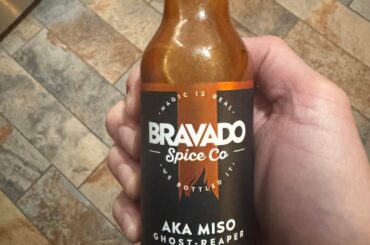 MAGIC IS REAL
BRAVADO
Spice Co
WE BOTTLED IT
AKA MISO
GHOST-REAPER